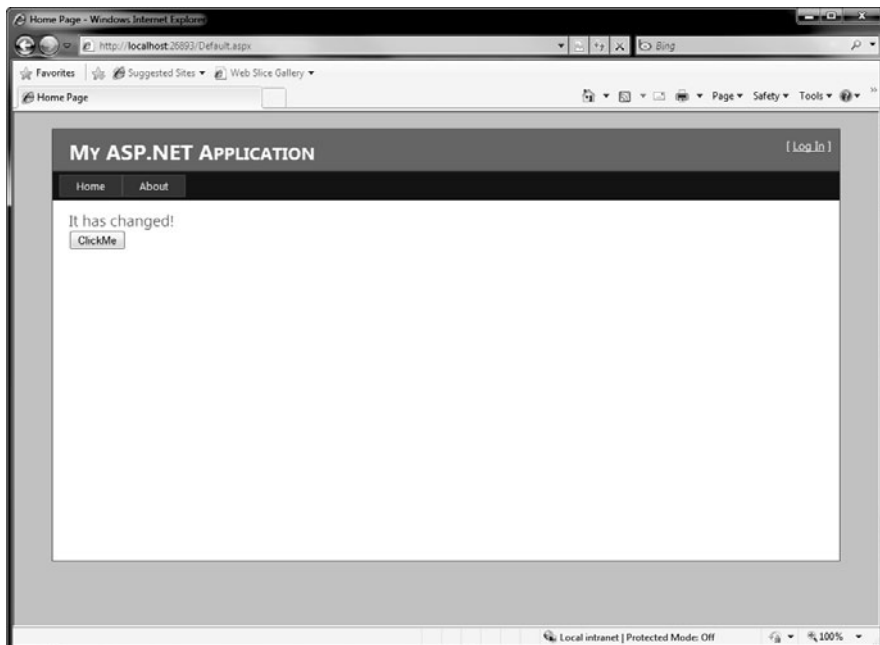 Home Page - Windows Internet Explorer
http://localhost:26893/Default.aspx
Bing
Favorites
Suggested Sites
Web Slice Gallery
Home Page
Page
Safety
Tools
MY ASP.NET APPLICATION
[ Log In ]
Home
About
It has changed!
ClickMe
Local intranet | Protected Mode: Off
100%